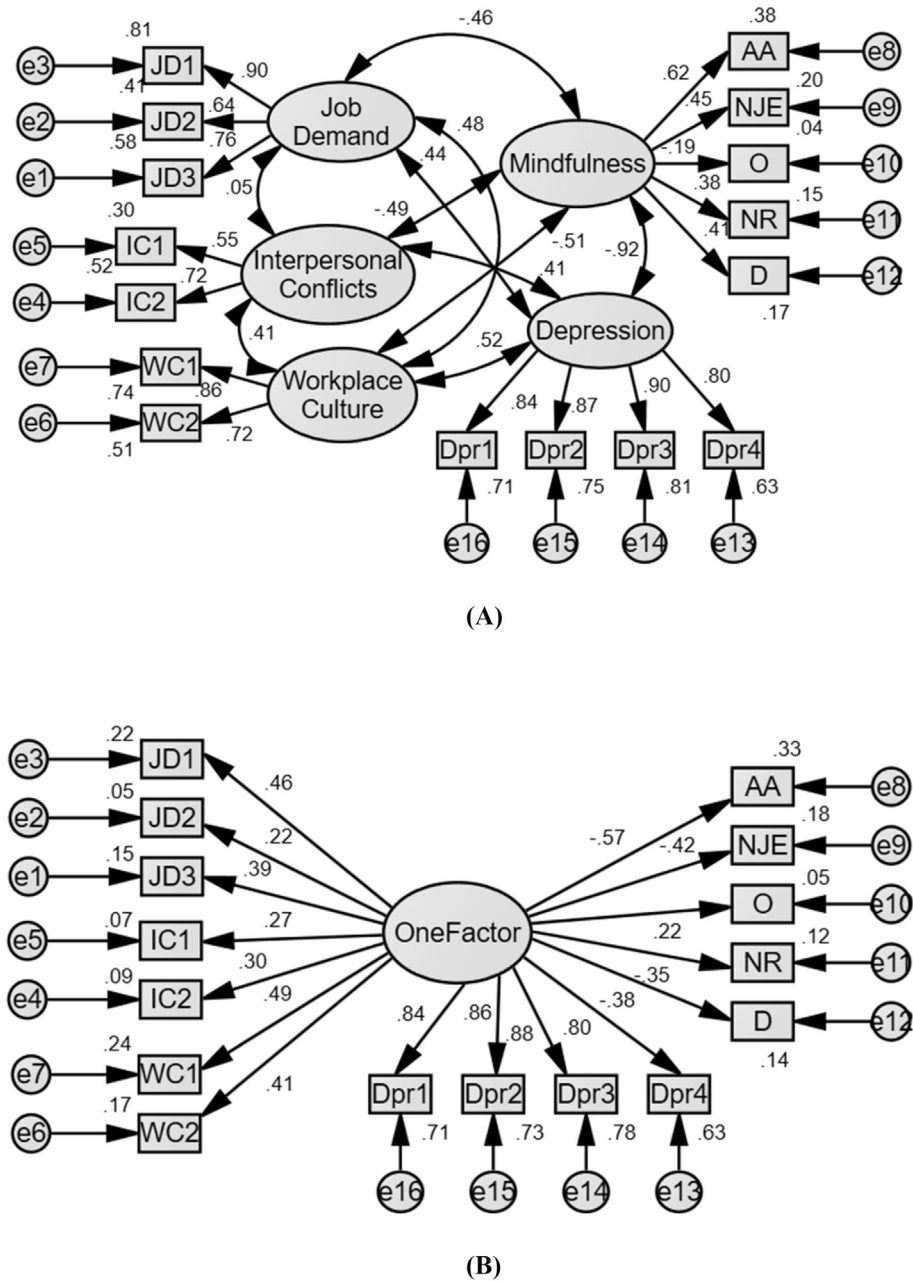 -.46
.38
.81
e3
JD1
.90
.62
AA
e8
.41
.20
e2
JD2
.64
Job
Demand
.48
.45
NJE
e9
.58
.76
.44
Mindfulness
-.19
.04
e1
JD3
.05
O
e10
.38
.15
.30
-.49
NR
e11
e5
IC1
.55
-.51
.41
.52
.72
Interpersonal
Conflicts
.41
-.92
D
e12
e4
IC2
.17
.41
Depression
e7
WC1
.52
.74
.86
Workplace
Culture
.84
.87
.90
.80
e6
WC2
.72
.51
Dpr1
Dpr2
Dpr3
Dpr4
.71
.75
.81
.63
e16
e15
e14
e13
(A)
.22
e3
JD1
.33
.46
AA
e8
.05
e2
JD2
-.57
.18
.22
-.42
NJE
e9
.15
e1
JD3
.39
.05
O
e10
.07
.27
OneFactor
.22
.12
e5
IC1
.30
NR
e11
.09
-.35
e4
IC2
.49
-.38
D
e12
.24
.84
.86
.88
.80
.14
e7
WC1
.41
.17
Dpr1
Dpr2
Dpr3
Dpr4
e6
WC2
.71
.73
.78
.63
e16
e15
e14
e13
(B)